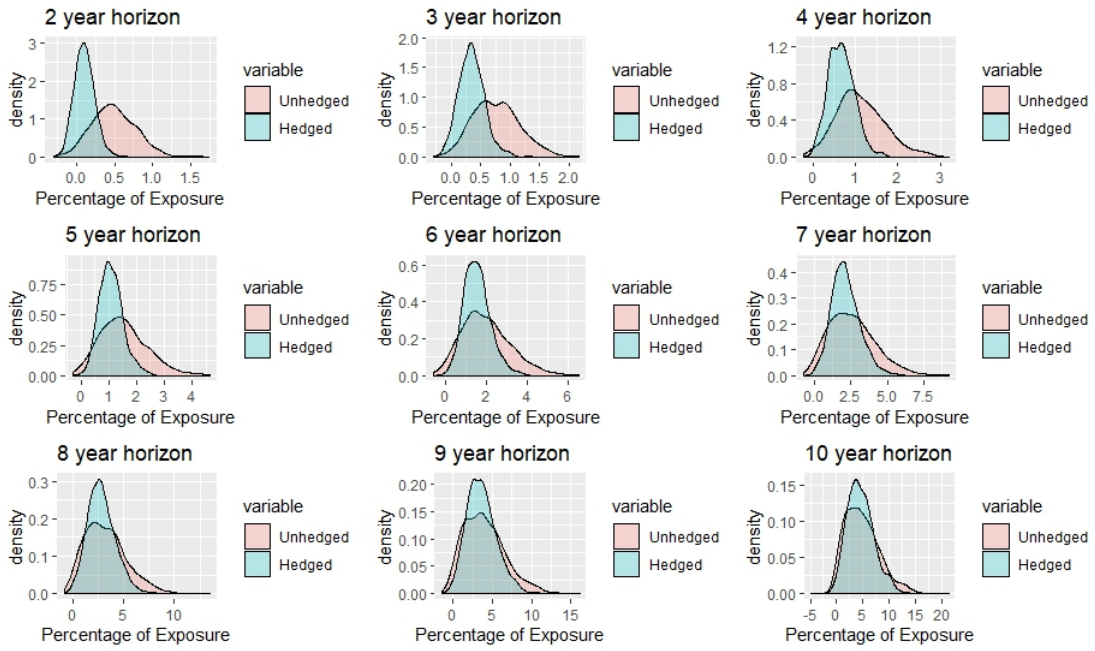 2 year horizon
3
2
1
0
density
0.0 0.5 1.0 1.5
Percentage of Exposure
variable
Unhedged
Hedged
3 year horizon
2.0
1.5
1.0
0.5
0.0
density
0.0 0.5 1.0 1.5 2.0
Percentage of Exposure
variable
Unhedged
Hedged
4 year horizon
1.2
0.8
0.4
0.0
density
0 1 2 3
Percentage of Exposure
variable
Unhedged
Hedged
5 year horizon
0.75
0.50
0.25
0.00
density
0 1 2 3 4
Percentage of Exposure
variable
Unhedged
Hedged
6 year horizon
0.6
0.4
0.2
0.0
density
0 2 4 6
Percentage of Exposure
variable
Unhedged
Hedged
7 year horizon
0.4
0.3
0.2
0.1
0.0
density
0.0 2.5 5.0 7.5
Percentage of Exposure
variable
Unhedged
Hedged
8 year horizon
0.3
0.2
0.1
0.0
density
0 5 10
Percentage of Exposure
variable
Unhedged
Hedged
9 year horizon
0.20
0.15
0.10
0.05
0.00
density
0 5 10 15
Percentage of Exposure
variable
Unhedged
Hedged
10 year horizon
0.15
0.10
0.05
0.00
density
-5 0 5 10 15 20
Percentage of Exposure
variable
Unhedged
Hedged